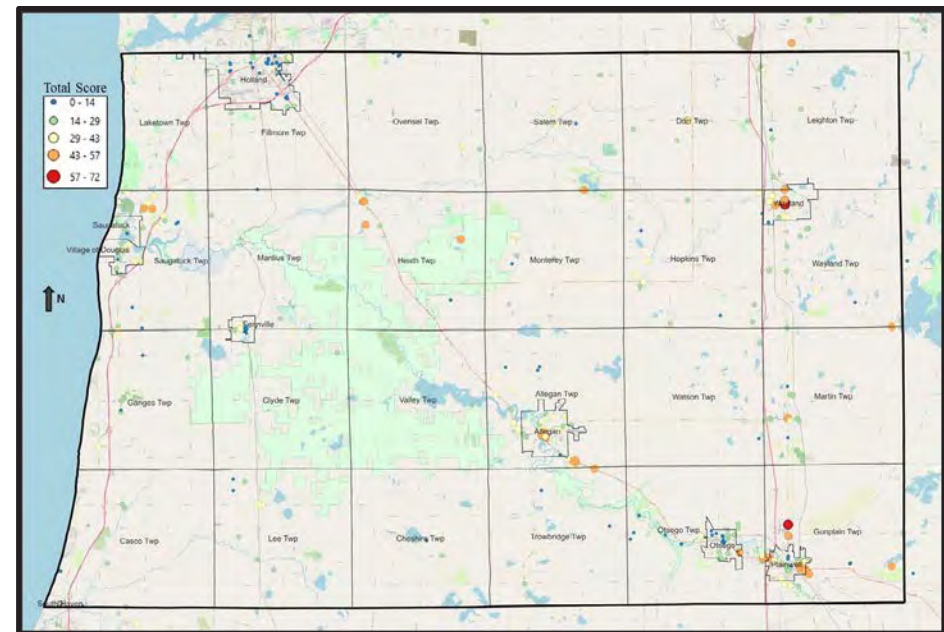 Total Score
0 - 14
14 - 29
29 - 43
43 - 57
57 - 72
Holland
Laketown Twp
Fillmore Twp
Overisel Twp
Salem Twp
Dorr Twp
Leighton Twp
Wayland
Saugatuck
Village of Douglas
Saugatuck Twp
Manlius Twp
Heath Twp
Monterey Twp
Hopkins Twp
Wayland Twp
N
Fennville
Ganges Twp
Clyde Twp
Valley Twp
Allegan Twp
Watson Twp
Martin Twp
Allegan
Casco Twp
Lee Twp
Cheshire Twp
Trowbridge Twp
Otsego Twp
Otsego
Gunplain Twp
Plainwell
South Haven